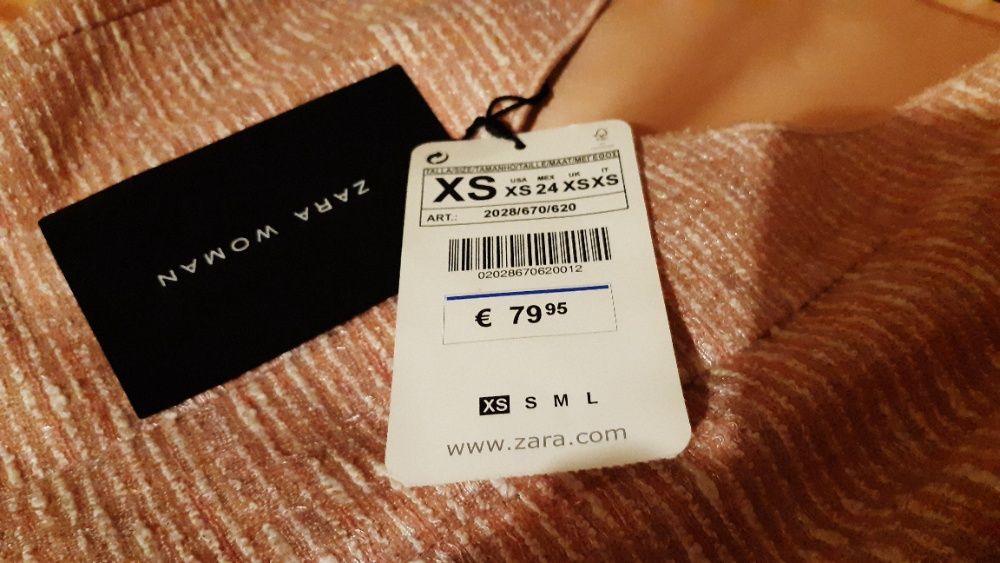 ZARA WOMAN
TALLA/SIZE/TAMANHO/TAILLE/MAAT/ΜΕΓΕΘΟΣ
USA MEX UK IT
XS XS 24 XS XS
ART.: 2028/670/620
02028670620012
€ 79 95
XS S M L
www.zara.com